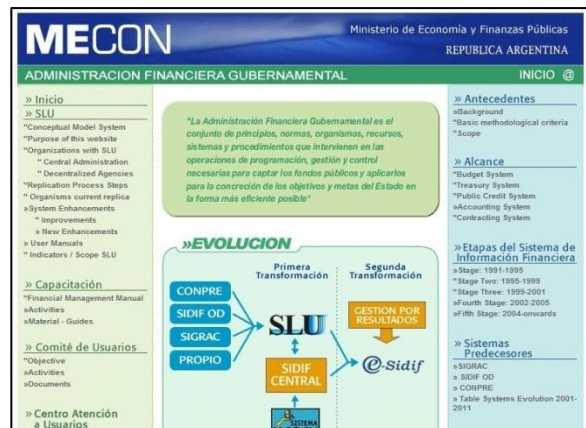 MECON
Ministerio de Economía y Finanzas Públicas
REPUBLICA ARGENTINA
ADMINISTRACION FINANCIERA GUBERNAMENTAL
INICIO @
» Inicio
» SLU
"Conceptual Model System
"Purpose of this website
"Organizations with SLU
" Central Administration
" Decentralized Agencies
"Replication Process Steps
" Organisms current replica
»System Enhancements
" Improvements
» New Enhancements
» User Manuals
" Indicators / Scope SLU
» Capacitación
"Financial Management Manual
»Activities
»Material - Guides
» Comité de Usuarios
"Objective
»Activities
»Documents
» Centro Atención
a Usuarios
"La Administración Financiera Gubernamental es el
conjunto de principios, normas, organismos, recursos,
sistemas y procedimientos que intervienen en las
operaciones de programación, gestión y control
necesarias para captar los fondos públicos y aplicarlos
para la concreción de los objetivos y metas del Estado en
la forma más eficiente posible"
»EVOLUCION
Primera
Transformación
Segunda
Transformación
CONPRE
SIDIF OD
SIGRAC
PROPIO
SLU
GESTION POR
RESULTADOS
SIDIF
CENTRAL
e-Sidif
SISTEMA
» Antecedentes
»Background
"Basic methodological criteria
"Scope
» Alcance
"Budget System
"Treasury System
"Public Credit System
»Accounting System
"Contracting System
»Etapas del Sistema de
Información Financiera
»Stage: 1991-1995
"Stage Two: 1995-1999
"Stage Three: 1999-2001
»Fourth Stage: 2002-2005
»Fifth Stage: 2004-onwards
» Sistemas
Predecesores
»SIGRAC
» SIDIF OD
» CONPRE
» Table Systems Evolution 2001-
2011